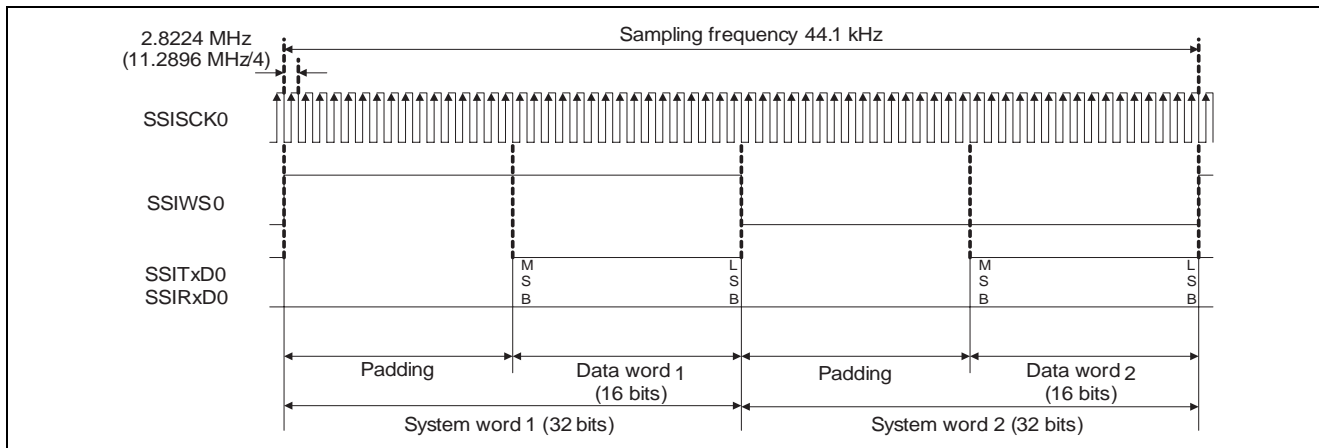 2.8224 MHz
(11.2896 MHz/4)
Sampling frequency 44.1 kHz
SSISCK0
SSIWS0
SSITxD0
SSIRxD0
M
S
B
L
S
B
M
S
B
L
S
B
Padding
Data word 1
(16 bits)
Padding
Data word 2
(16 bits)
System word 1 (32 bits)
System word 2 (32 bits)